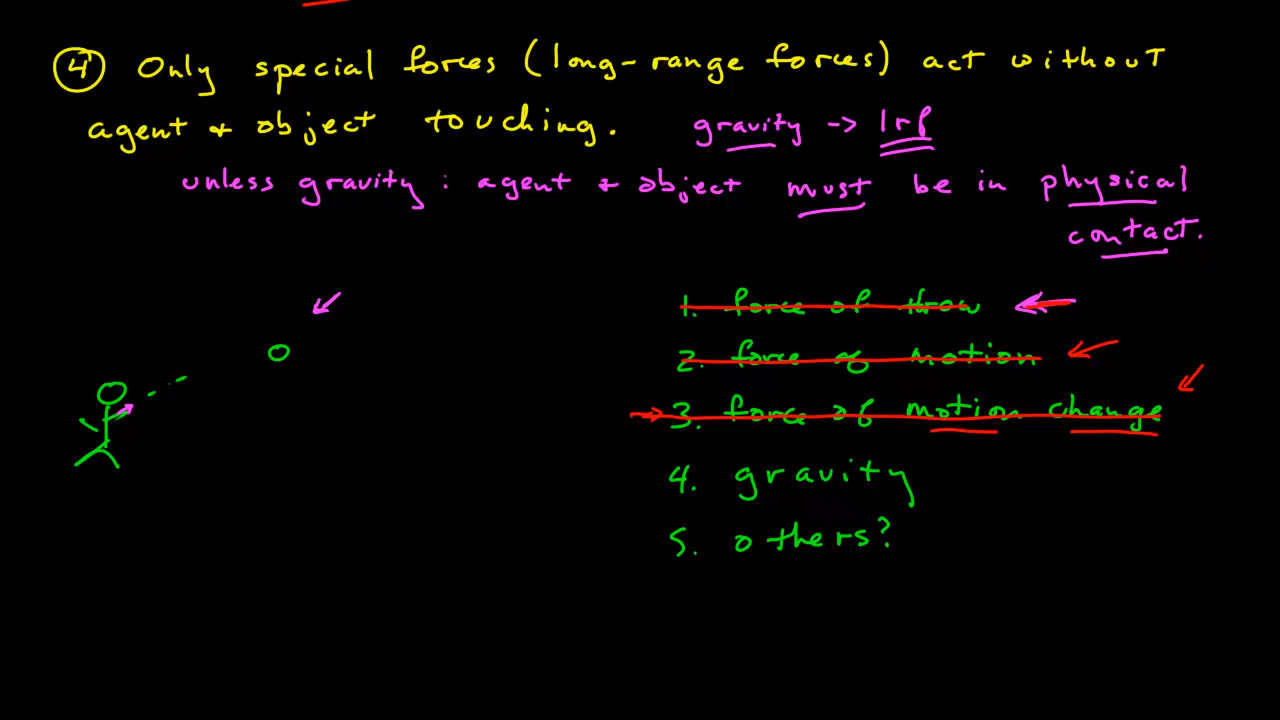 4 Only special forces (long-range forces) act without
agent & object touching. gravity -> lrf
unless gravity: agent & object must be in physical
contact.
1. force of throw
2. force of motion
3. force of motion change
4. gravity
5. others?